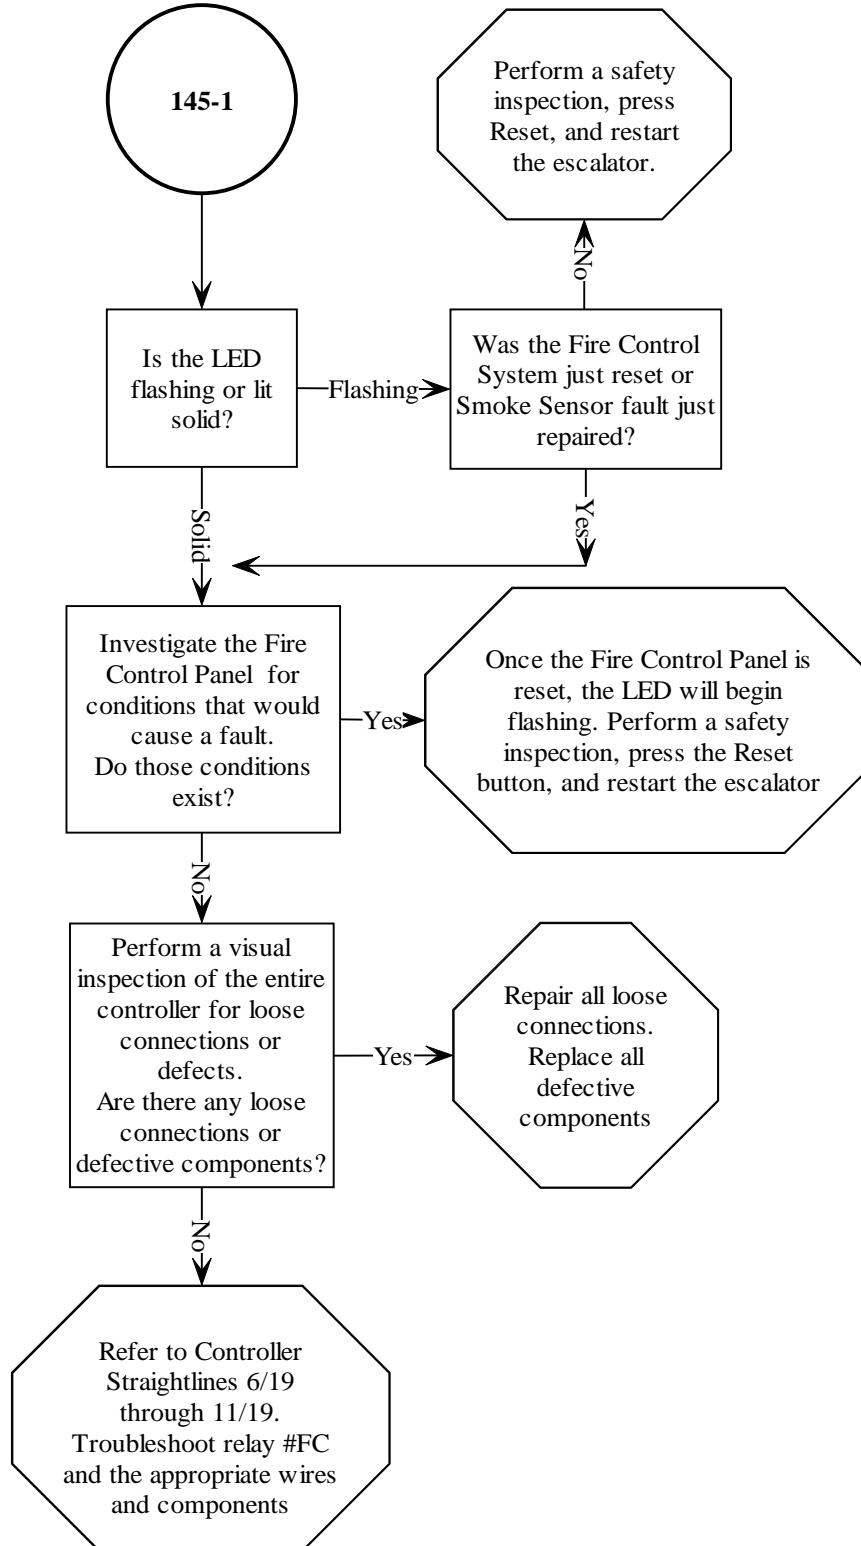 145-1
Perform a safety
inspection, press
Reset, and restart
the escalator.
No
Is the LED
flashing or lit
solid?
Flashing
Was the Fire Control
System just reset or
Smoke Sensor fault just
repaired?
Solid
Yes
Investigate the Fire
Control Panel for
conditions that would
cause a fault.
Do those conditions
exist?
Yes
Once the Fire Control Panel is
reset, the LED will begin
flashing. Perform a safety
inspection, press the Reset
button, and restart the escalator
No
Perform a visual
inspection of the entire
controller for loose
connections or
defects.
Are there any loose
connections or
defective components?
Yes
Repair all loose
connections.
Replace all
defective
components
No
Refer to Controller
Straightlines 6/19
through 11/19.
Troubleshoot relay #FC
and the appropriate wires
and components